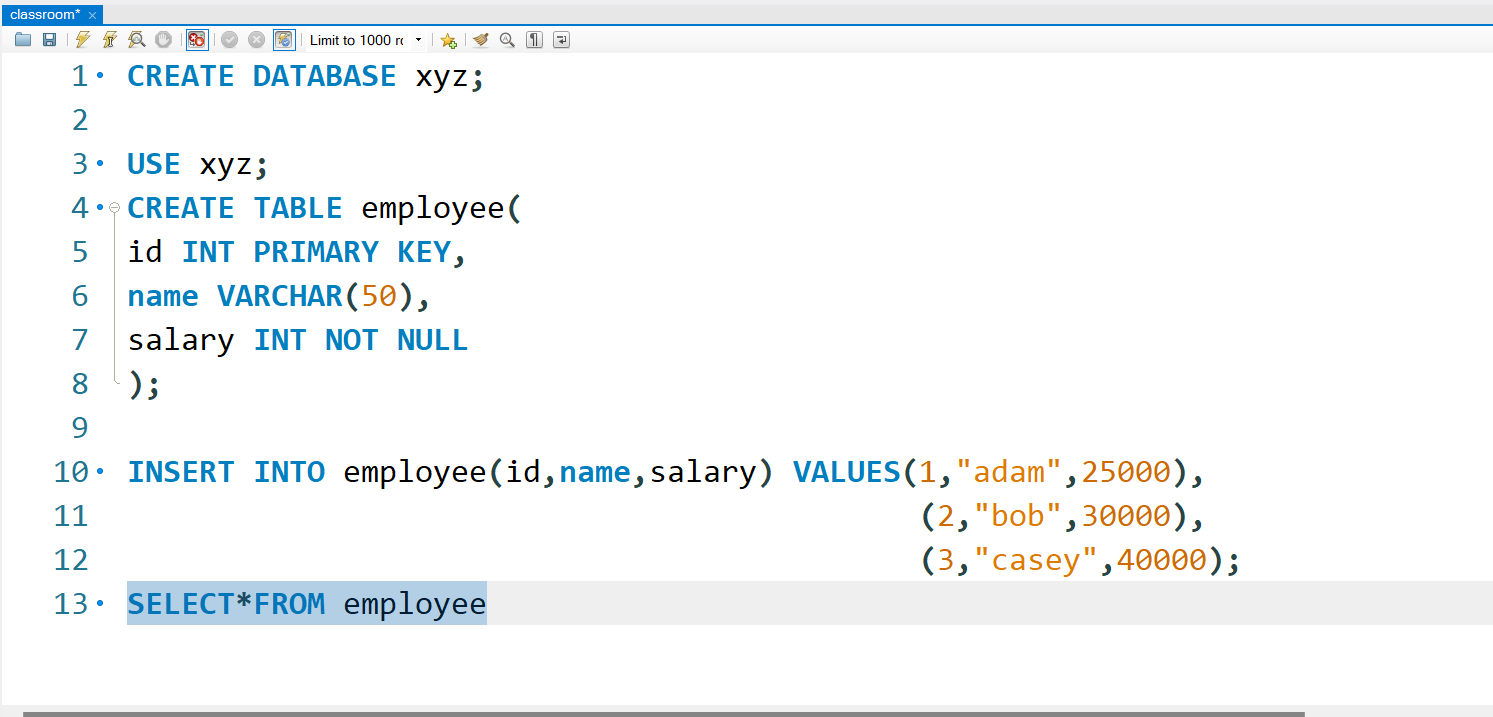 classroom*
Limit to 1000 rc
1 CREATE DATABASE xyz;
2
3 USE xyz;
4 CREATE TABLE employee(
5 id INT PRIMARY KEY,
6 name VARCHAR(50),
7 salary INT NOT NULL
8 );
9
10 INSERT INTO employee(id,name,salary) VALUES(1,"adam",25000),
11 (2,"bob",30000),
12 (3,"casey",40000);
13 SELECT*FROM employee